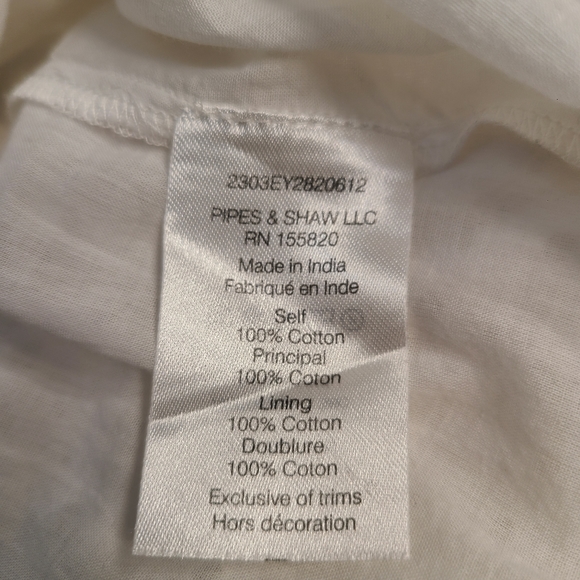 2303EY2820612
PIPES & SHAW LLC
RN 155820
Made in India
Fabriqué en Inde
Self
100% Cotton
Principal
100% Coton
Lining
100% Cotton
Doublure
100% Coton
Exclusive of trims
Hors décoration